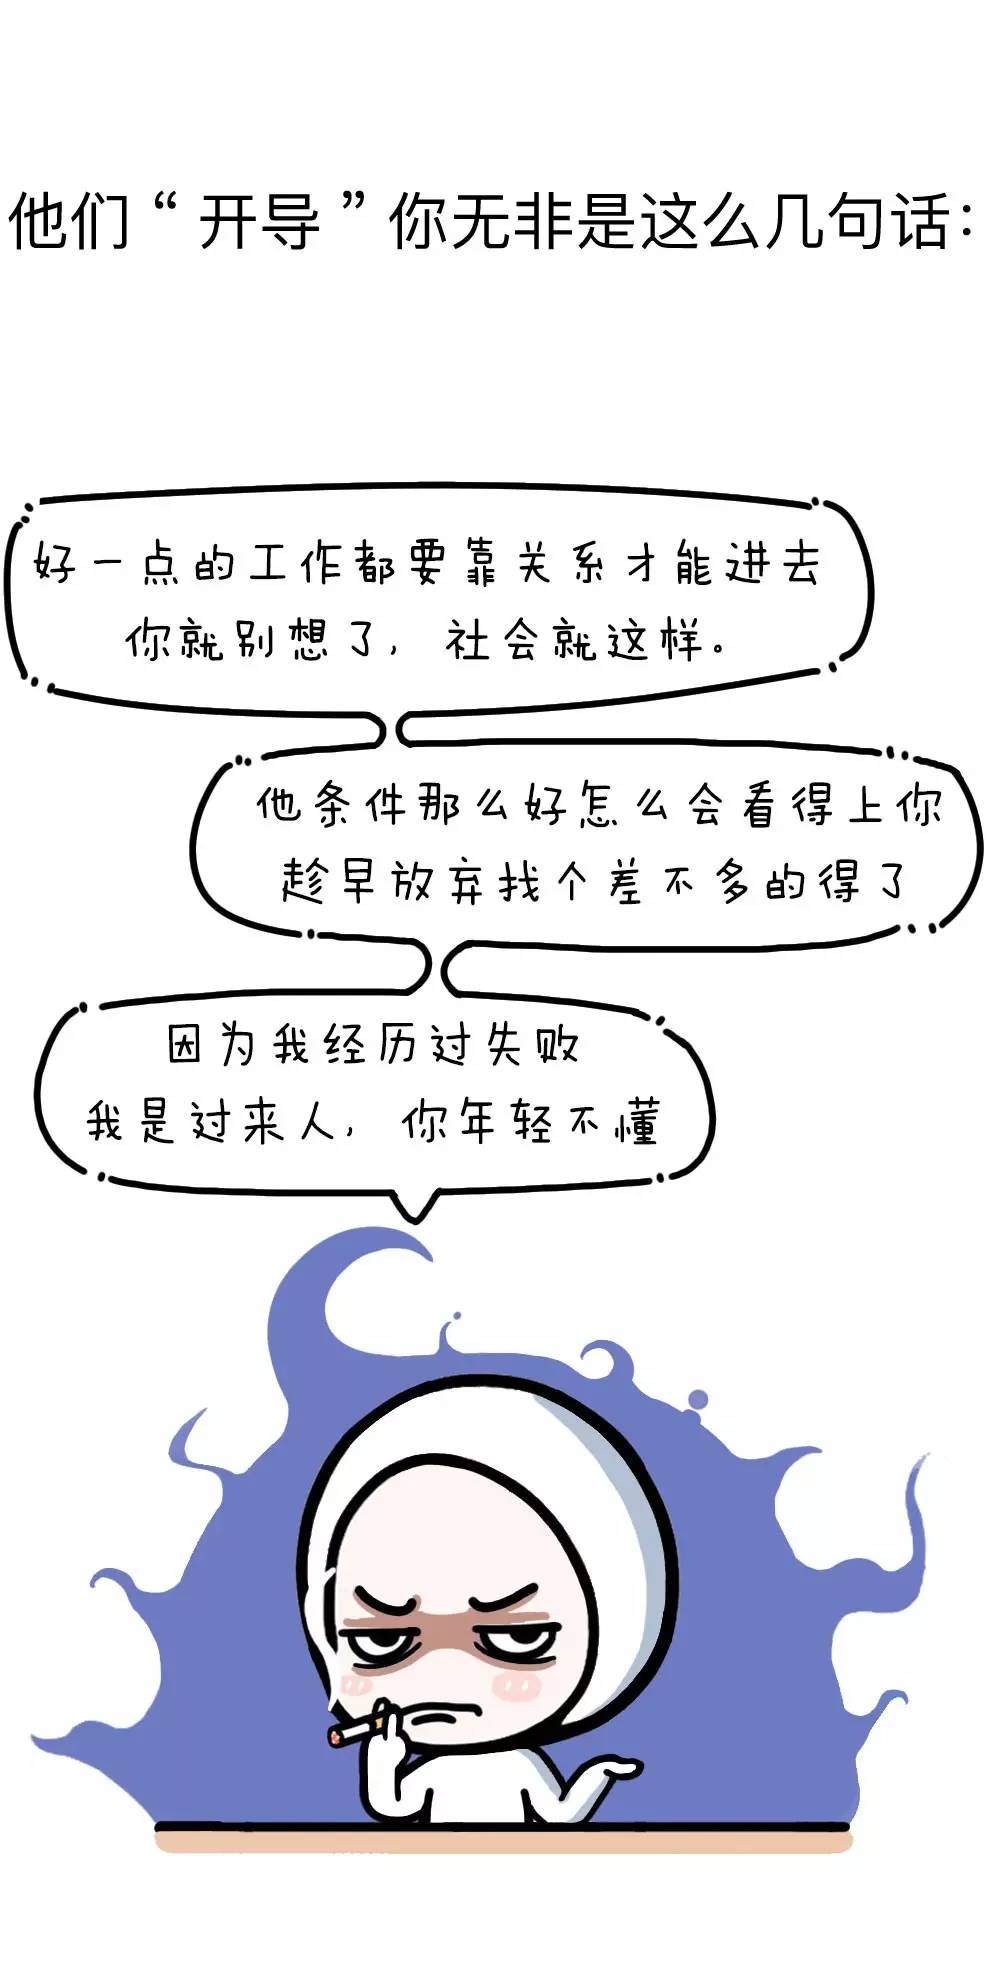 他们“开导”你无非是这么几句话：
好一点的工作都要靠关系才能进去
你就别想了，社会就这样。
他条件那么好怎么会看得上你
趁早放弃找个差不多的得了
因为我经历过失败
我是过来人，你年轻不懂